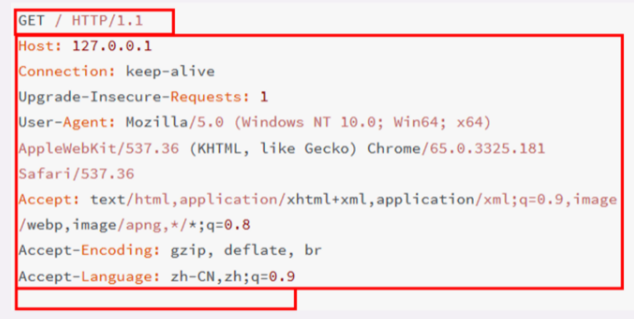 GET / HTTP/1.1
Host: 127.0.0.1
Connection: keep-alive
Upgrade-Insecure-Requests: 1
User-Agent: Mozilla/5.0 (Windows NT 10.0; Win64; x64)
AppleWebKit/537.36 (KHTML, like Gecko) Chrome/65.0.3325.181
Safari/537.36
Accept: text/html,application/xhtml+xml,application/xml;q=0.9,image
/webp,image/apng,*/*;q=0.8
Accept-Encoding: gzip, deflate, br
Accept-Language: zh-CN,zh;q=0.9